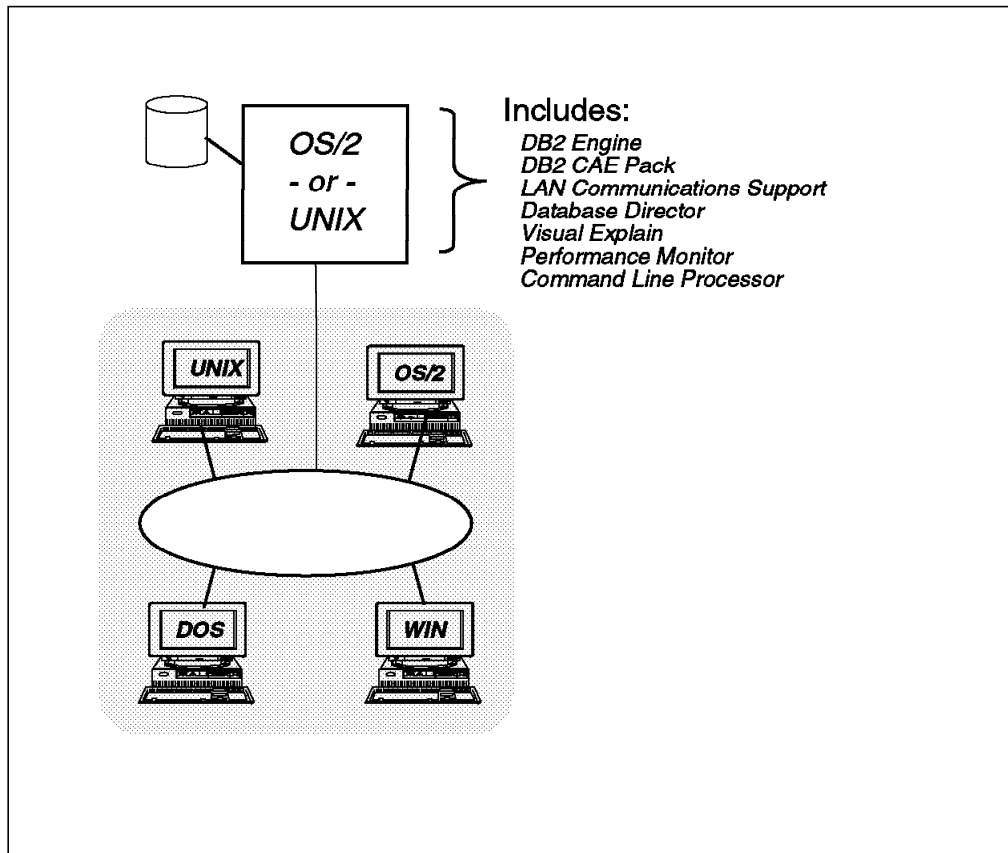 OS/2
- or -
UNIX
Includes:
DB2 Engine
DB2 CAE Pack
LAN Communications Support
Database Director
Visual Explain
Performance Monitor
Command Line Processor
UNIX
OS/2
DOS
WIN